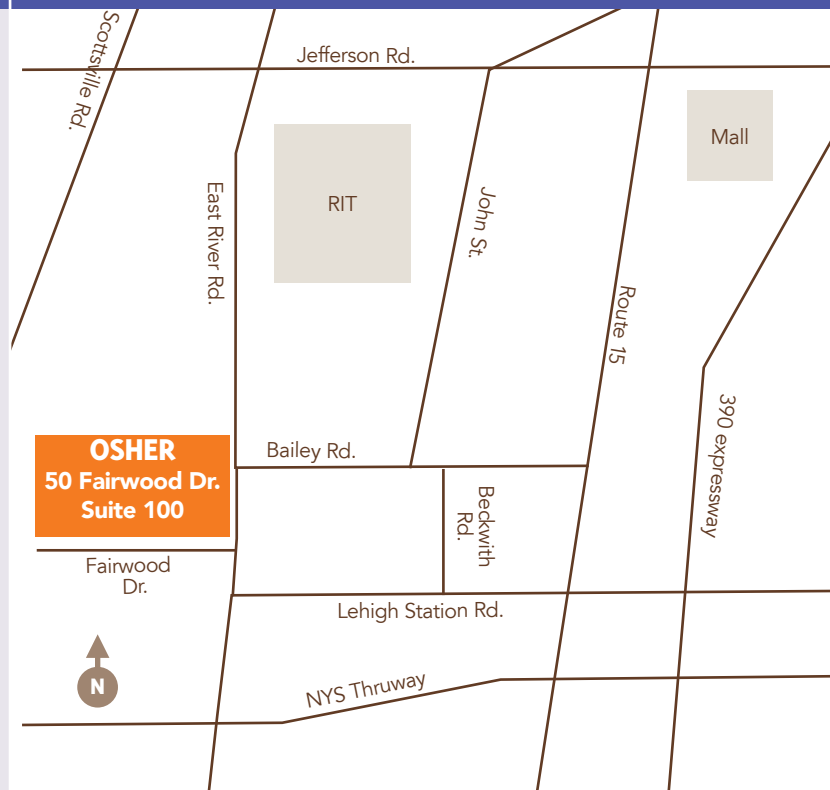 Scottsville Rd.
Jefferson Rd.
Mall
RIT
East River Rd.
John St.
Route 15
390 expressway
OSHER
50 Fairwood Dr.
Suite 100
Bailey Rd.
Beckwith
Rd.
Fairwood
Dr.
Lehigh Station Rd.
N
NYS Thruway